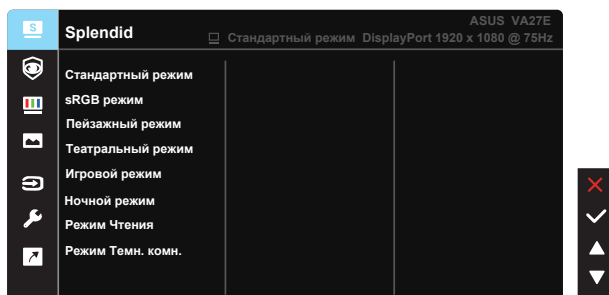 S
Splendid
ASUS VA27E
Стандартный режим DisplayPort 1920 x 1080 @ 75Hz
Стандартный режим
sRGB режим
Пейзажный режим
Театральный режим
Игровой режим
Ночной режим
Режим Чтения
Режим Темн. комн.